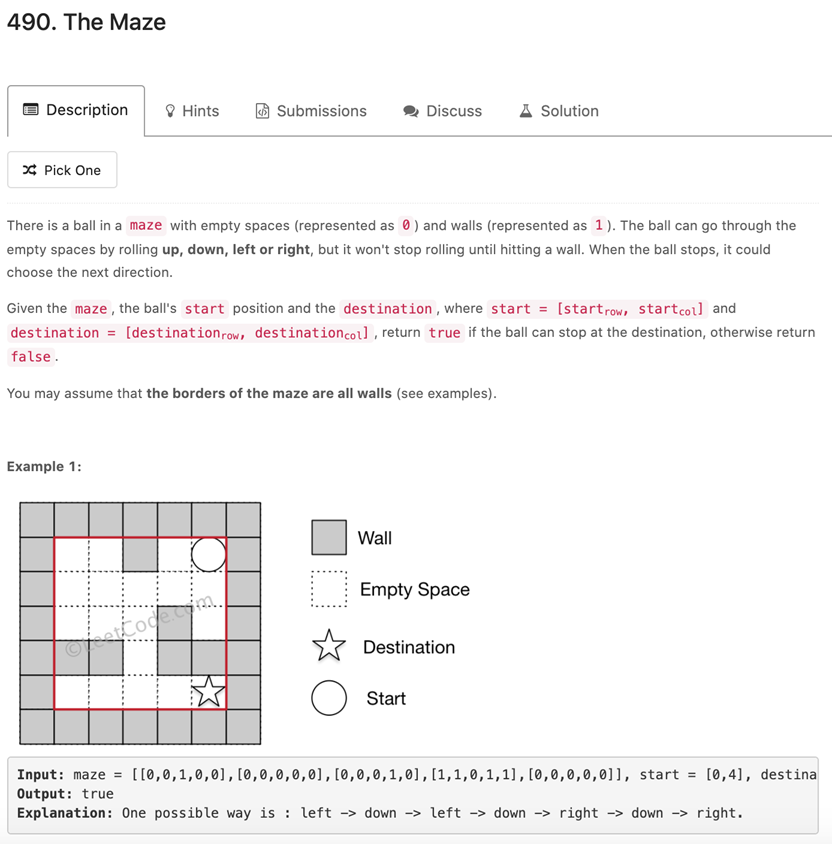 490. The Maze
Description
Hints
Submissions
Discuss
Solution
Pick One
There is a ball in a maze with empty spaces (represented as 0 ) and walls (represented as 1 ). The ball can go through the
empty spaces by rolling up, down, left or right, but it won't stop rolling until hitting a wall. When the ball stops, it could
choose the next direction.
Given the maze , the ball's start position and the destination , where start = [startrow, startcol] and
destination = [destinationrow, destinationcol] , return true if the ball can stop at the destination, otherwise return
false .
You may assume that the borders of the maze are all walls (see examples).
Example 1:
Wall
Empty Space
©LeetCode.com
Destination
Start
Input: maze = [[0,0,1,0,0],[0,0,0,0,0],[0,0,0,1,0],[1,1,0,1,1],[0,0,0,0,0]], start = [0,4], destina
Output: true
Explanation: One possible way is : left -> down -> left -> down -> right -> down -> right.